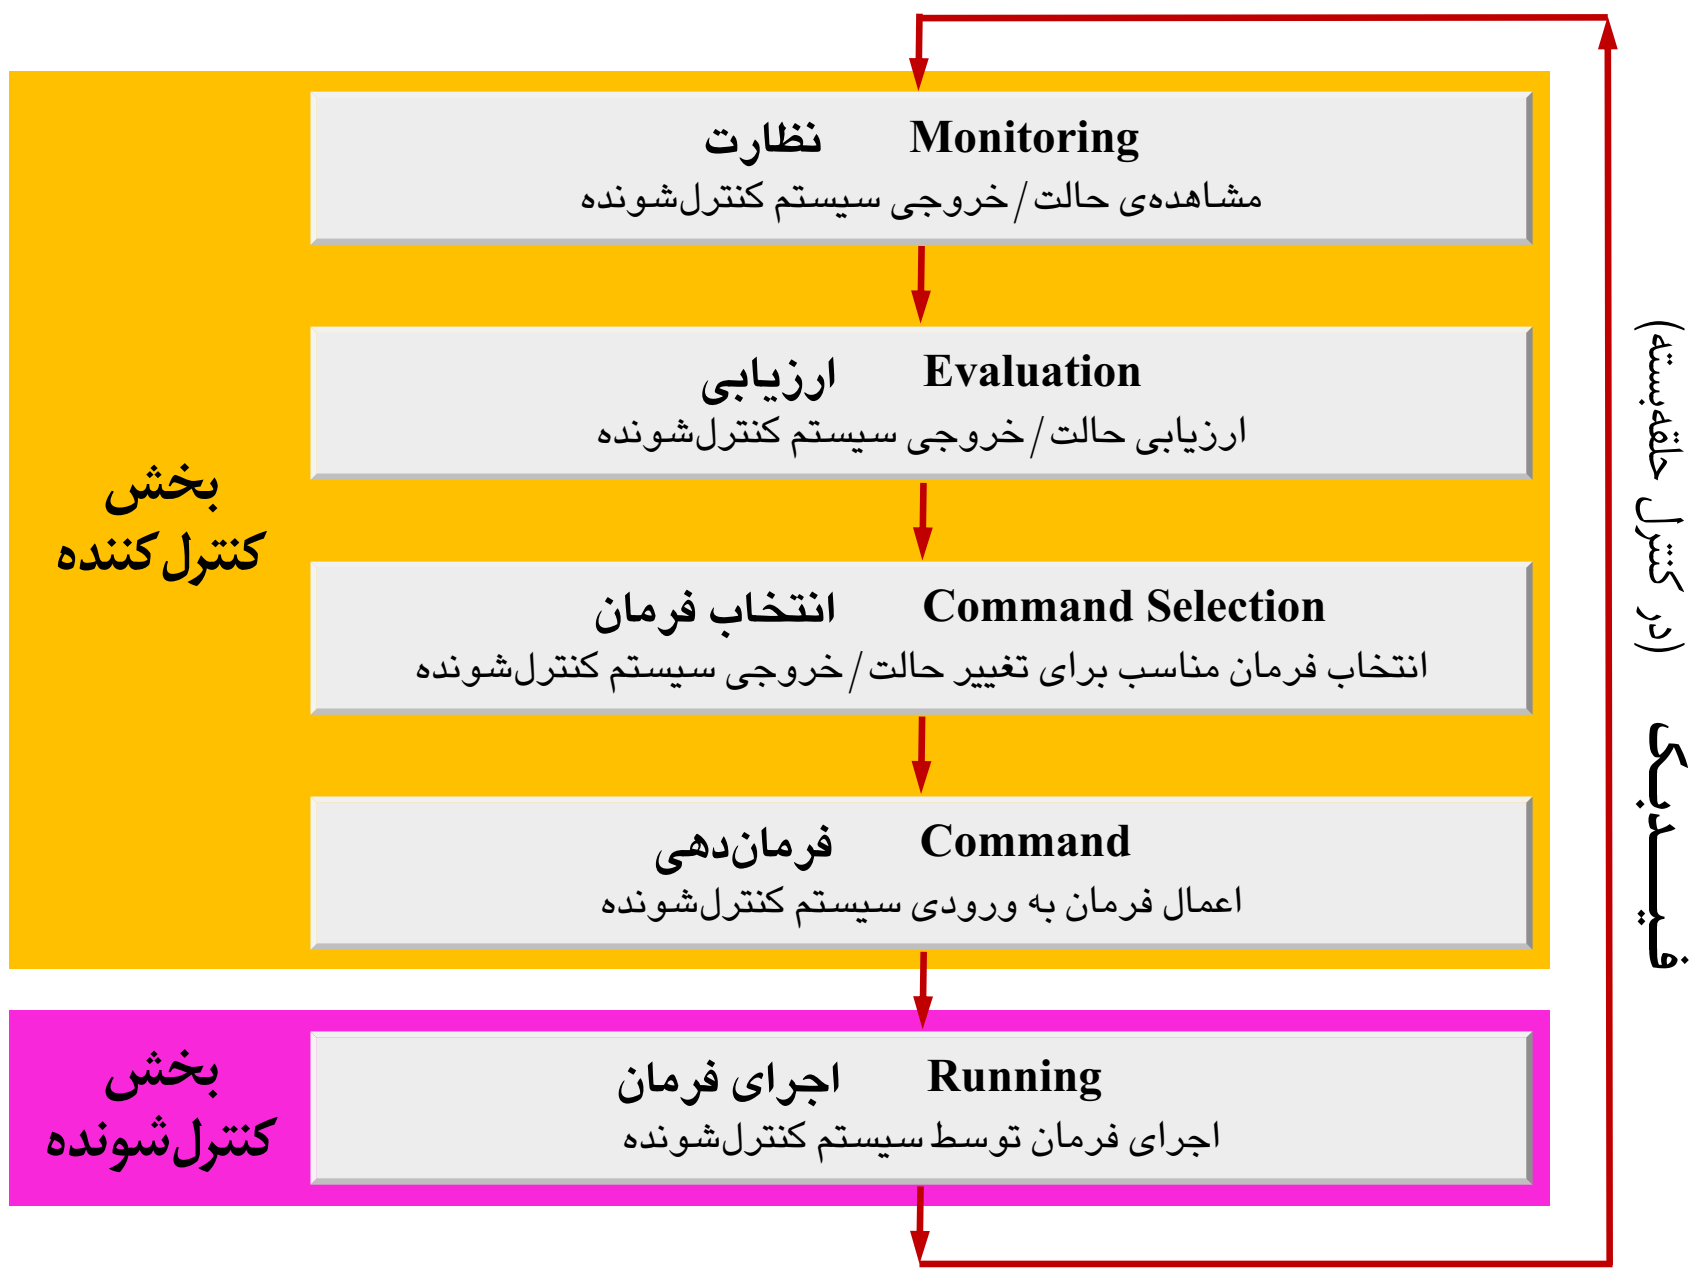 نظارت Monitoring
مشاهده‌ی حالت/خروجی سیستم کنترل‌شونده
ارزیابی Evaluation
ارزیابی حالت/خروجی سیستم کنترل‌شونده
انتخاب فرمان Command Selection
انتخاب فرمان مناسب برای تغییر حالت/خروجی سیستم کنترل‌شونده
فرمان‌دهی Command
اعمال فرمان به ورودی سیستم کنترل‌شونده
بخش
کنترل‌کننده
اجرای فرمان Running
اجرای فرمان توسط سیستم کنترل‌شونده
بخش
کنترل‌شونده
فیـــدبـک (در کنترل حلقه‌بسته)